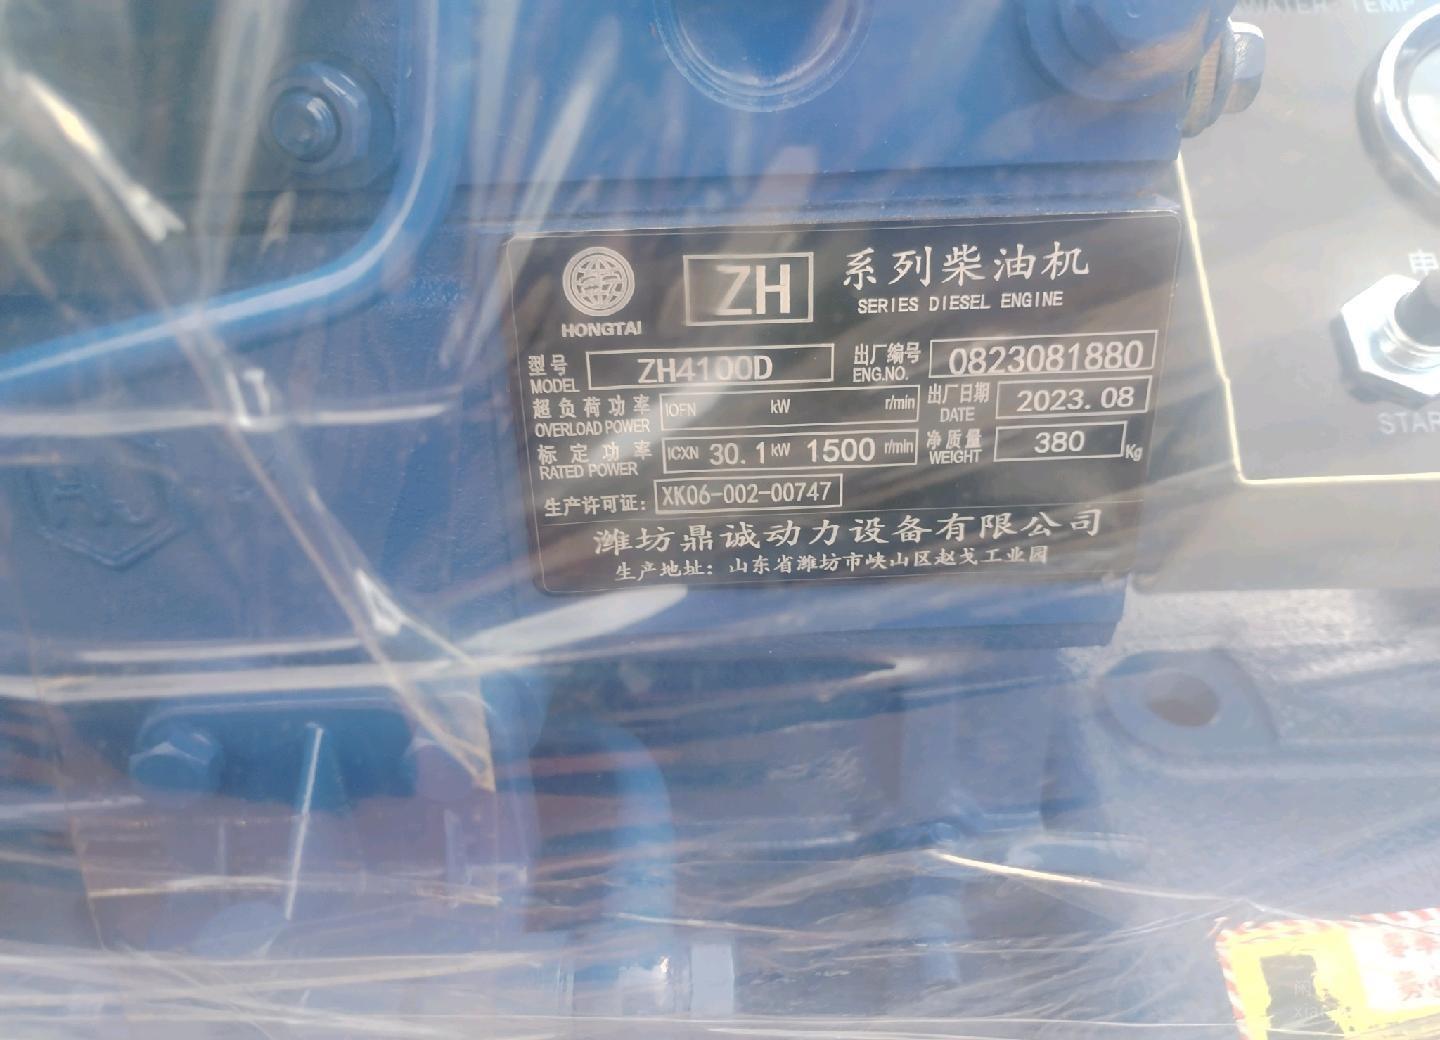 WATER TEMP
HONGTAI
ZH
系列柴油机
SERIES DIESEL ENGINE
型号 ZH4100D 出厂编号 0823081880
MODEL ENG.NO.
超负荷功率 IOFN kW r/min 出厂日期 2023.08
OVERLOAD POWER DATE
标定功率 ICXN 30.1 kW 1500 r/min 净质量 380 Kg
RATED POWER WEIGHT
生产许可证: XK06-002-00747
潍坊鼎诚动力设备有限公司
生产地址: 山东省潍坊市峡山区赵戈工业园